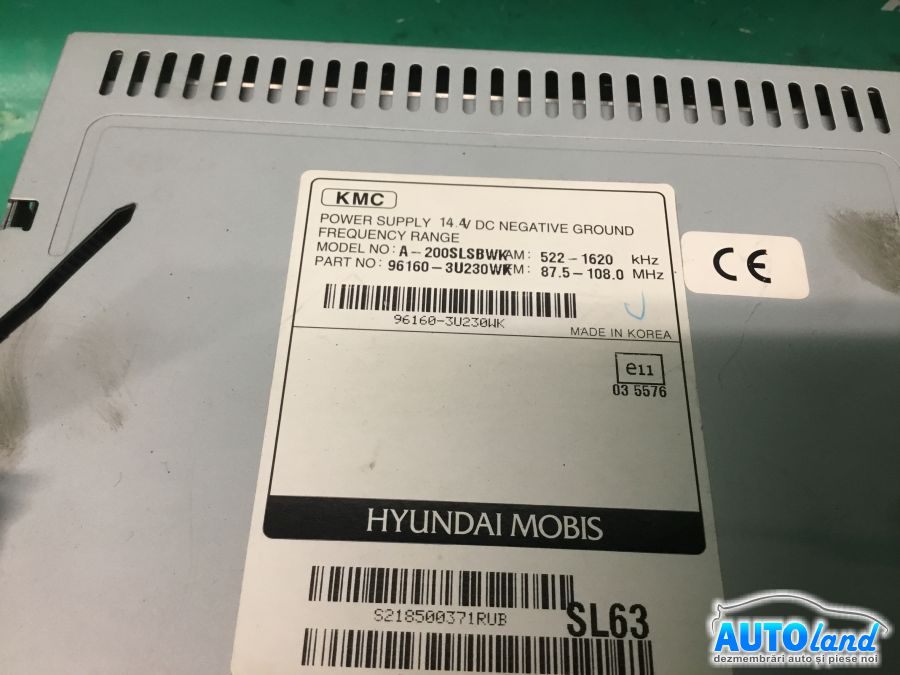 KMC
POWER SUPPLY 14.4V DC NEGATIVE GROUND
FREQUENCY RANGE
MODEL NO: A-200SLSBWK AM: 522-1620 kHz
PART NO: 96160-3U230WK FM: 87.5-108.0 MHz
CE
96160-3U230WK
MADE IN KOREA
e11
03 5576
HYUNDAI MOBIS
S218500371RUB
SL63
AUTOland
dezmembrări auto și piese noi